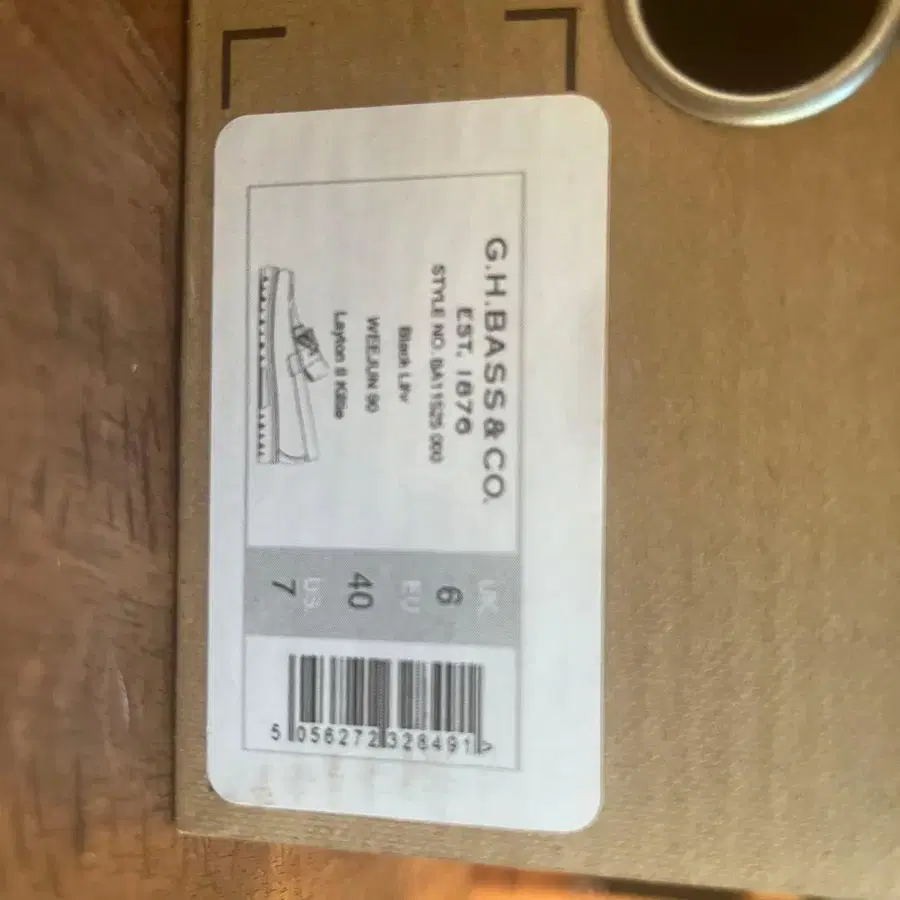 G.H.BASS & CO.
EST. 1876
STYLE NO. BA11525 000
Black Lthr
WEEJUN 90
Layton II Kiltie
UK
6
EU
40
US
7
5 056272 328491 >